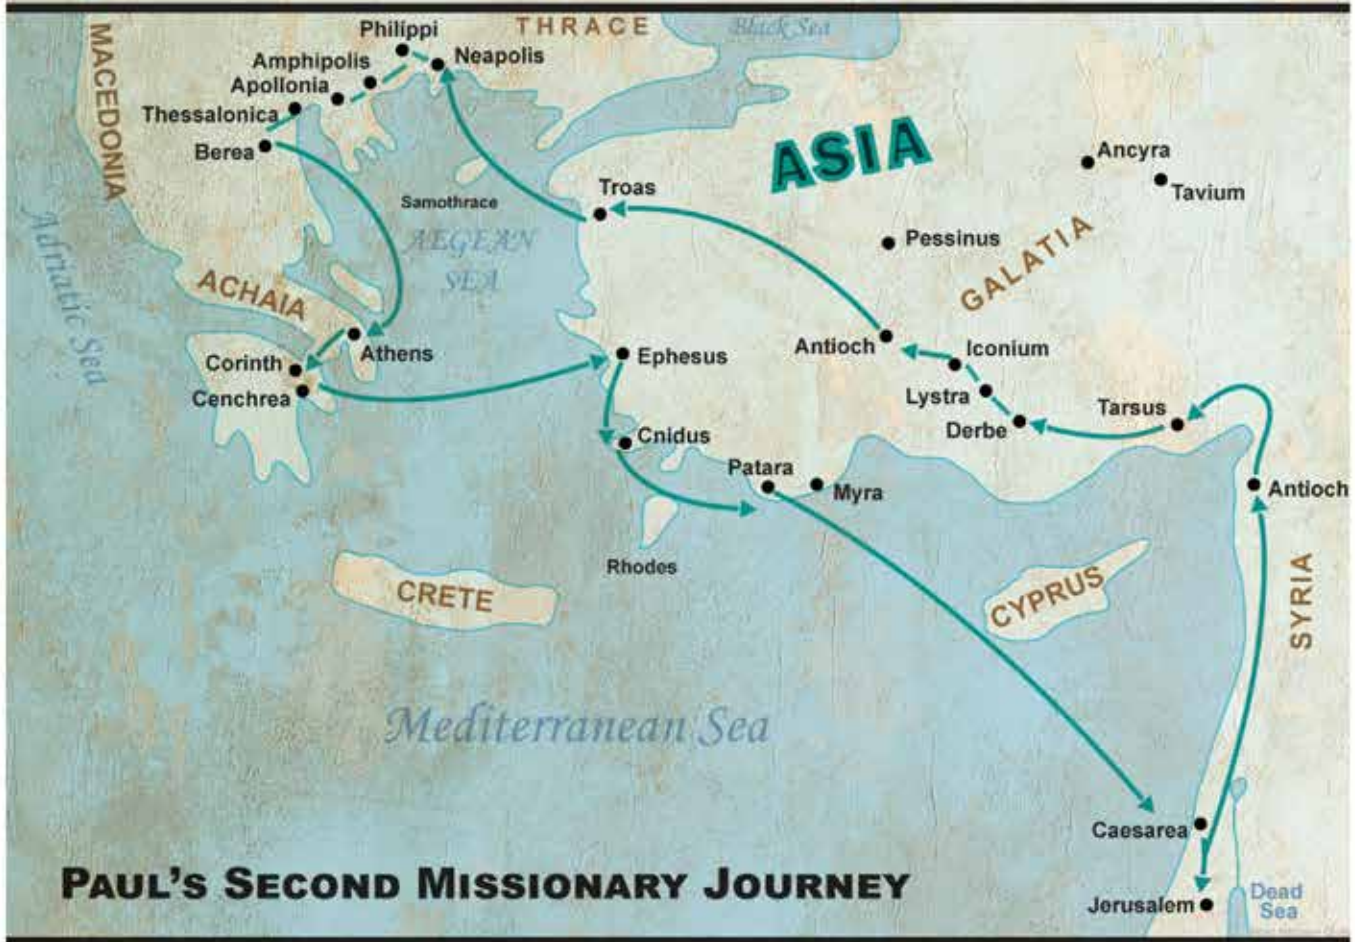 THRACE
Black Sea
MACEDONIA
Philippi
Neapolis
Amphipolis
Apollonia
Thessalonica
Berea
ASIA
Ancyra
Tavium
Troas
Samothrace
Adriatic Sea
AEGEAN
SEA
Pessinus
GALATIA
ACHAIA
Athens
Corinth
Cenchrea
Ephesus
Antioch
Iconium
Lystra
Derbe
Tarsus
Cnidus
Patara
Myra
Antioch
Rhodes
CRETE
CYPRUS
SYRIA
Mediterranean Sea
Caesarea
PAUL'S SECOND MISSIONARY JOURNEY
Jerusalem
Dead
Sea